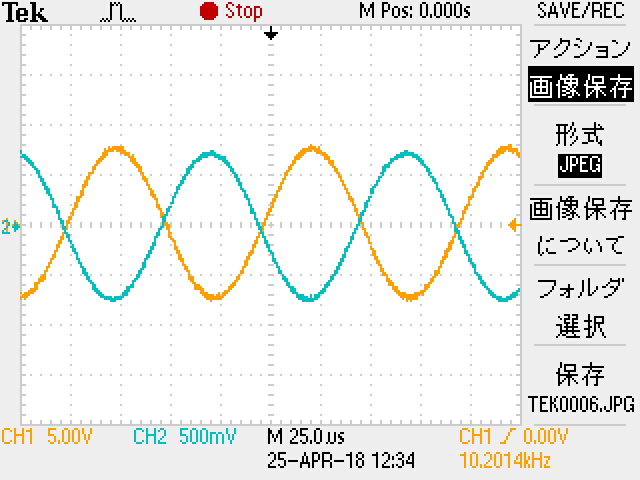 Tek Stop M Pos: 0.000s SAVE/REC
アクション
画像保存
形式
JPEG
画像保存
について
フォルダ
選択
保存
TEK0006.JPG
2
CH1 5.00V CH2 500mV M 25.0us CH1 0.00V
25-APR-18 12:34 10.2014kHz